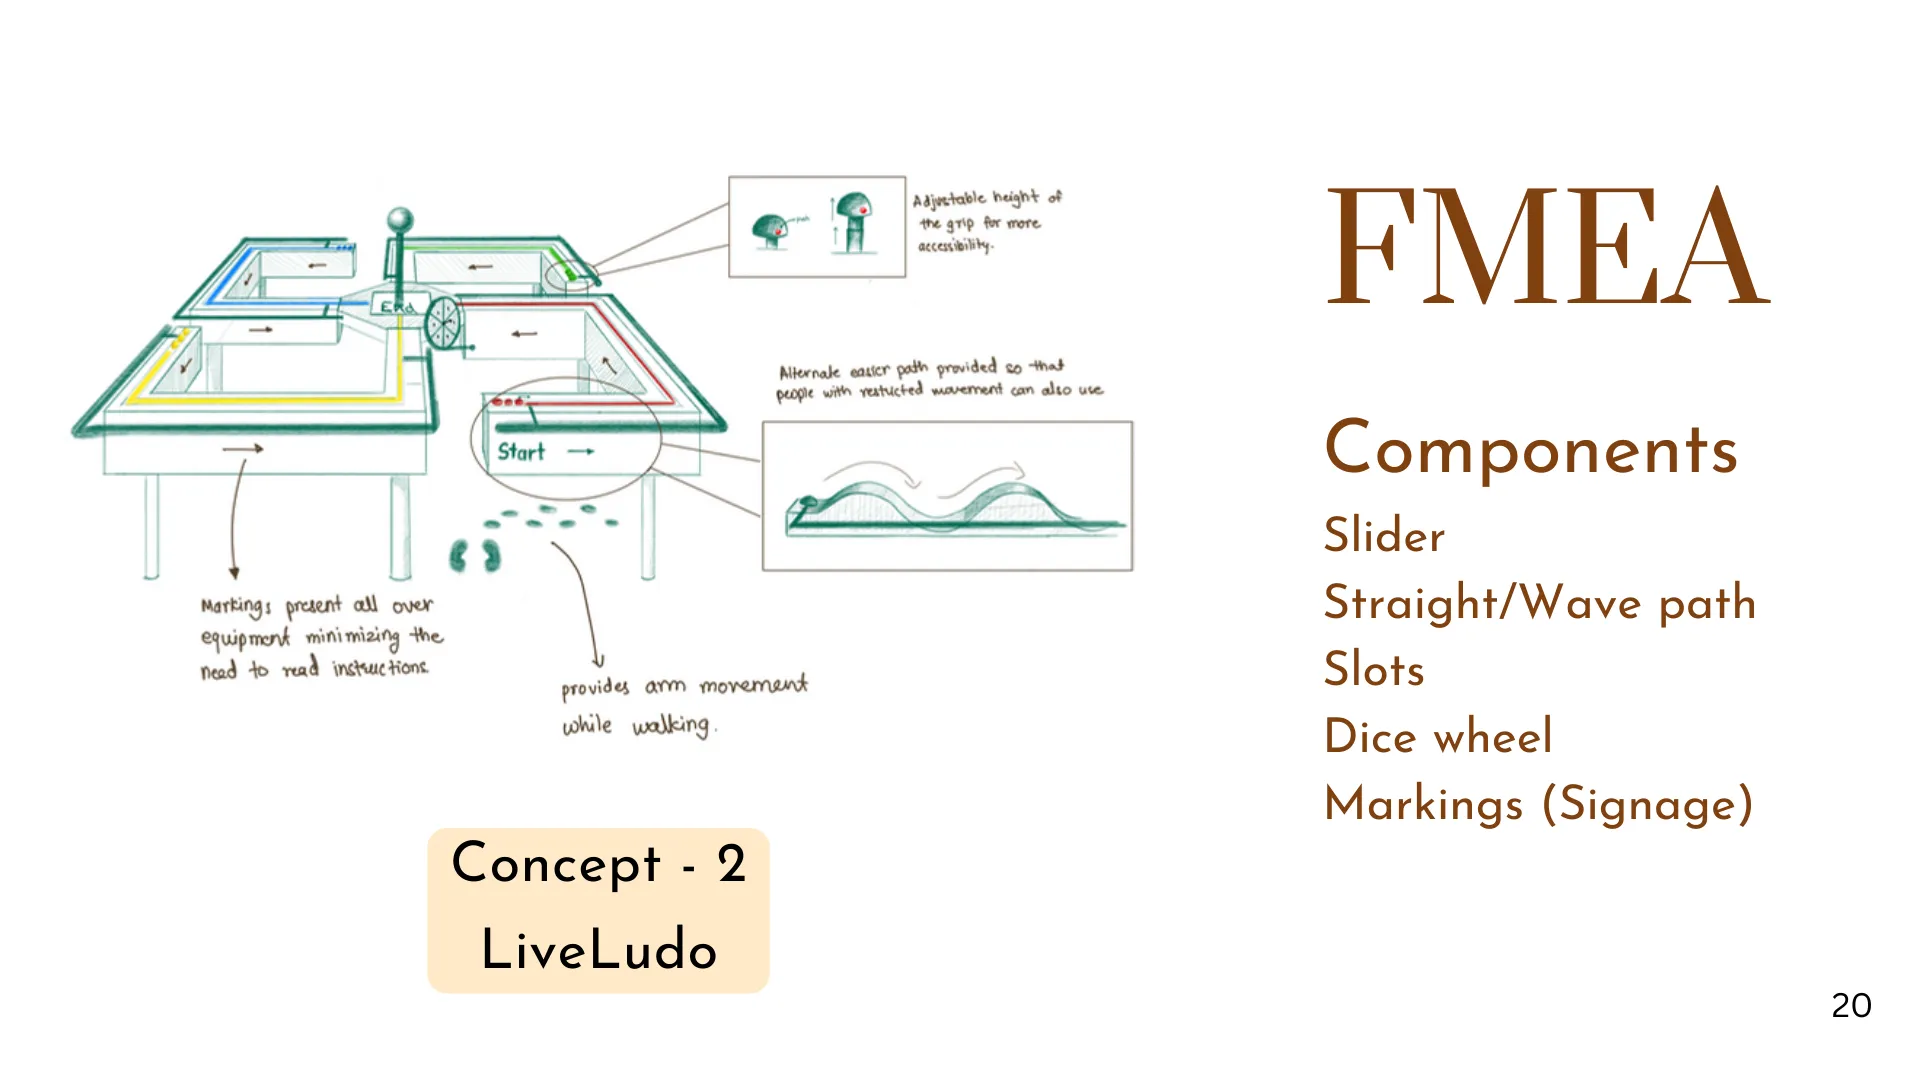 FMEA
Adjustable height of
the grip for more
accessibility.
End
Alternate easier path provided so that
people with restricted movement can also use
Start
Markings present all over
equipment minimizing the
need to read instructions.
provides arm movement
while walking.
Components
Slider
Straight/Wave path
Slots
Dice wheel
Markings (Signage)
Concept - 2
LiveLudo
20